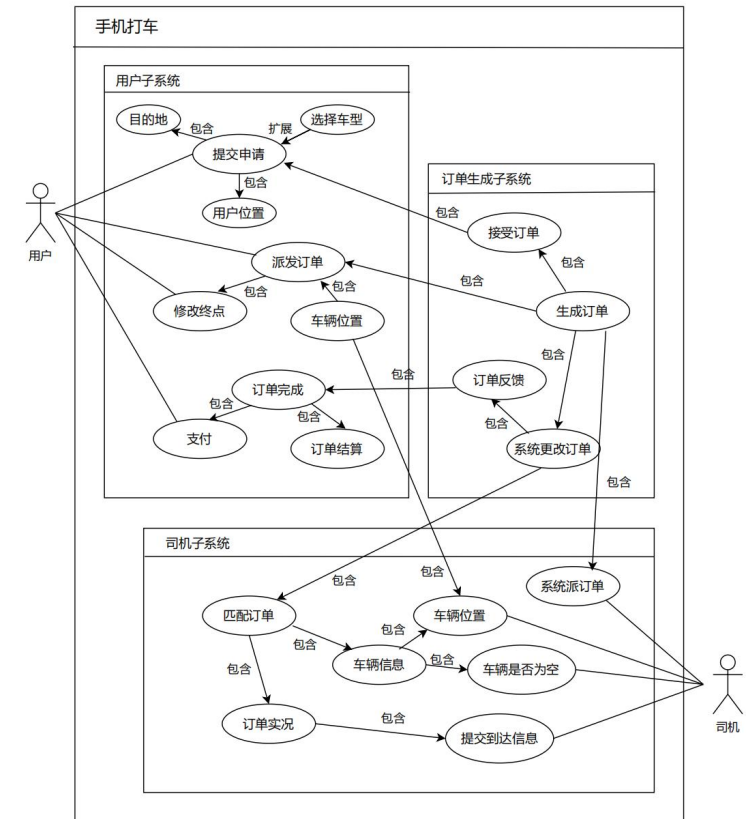 手机打车
用户子系统
目的地
包含
扩展
选择车型
提交申请
包含
用户位置
用户
派发订单
包含
包含
修改终点
车辆位置
订单完成
包含
包含
支付
订单结算
订单生成子系统
包含
接受订单
包含
包含
生成订单
包含
包含
订单反馈
包含
系统更改订单
包含
司机子系统
包含
包含
系统派订单
匹配订单
车辆位置
包含
包含
车辆信息
包含
车辆是否为空
包含
订单实况
包含
提交到达信息
司机